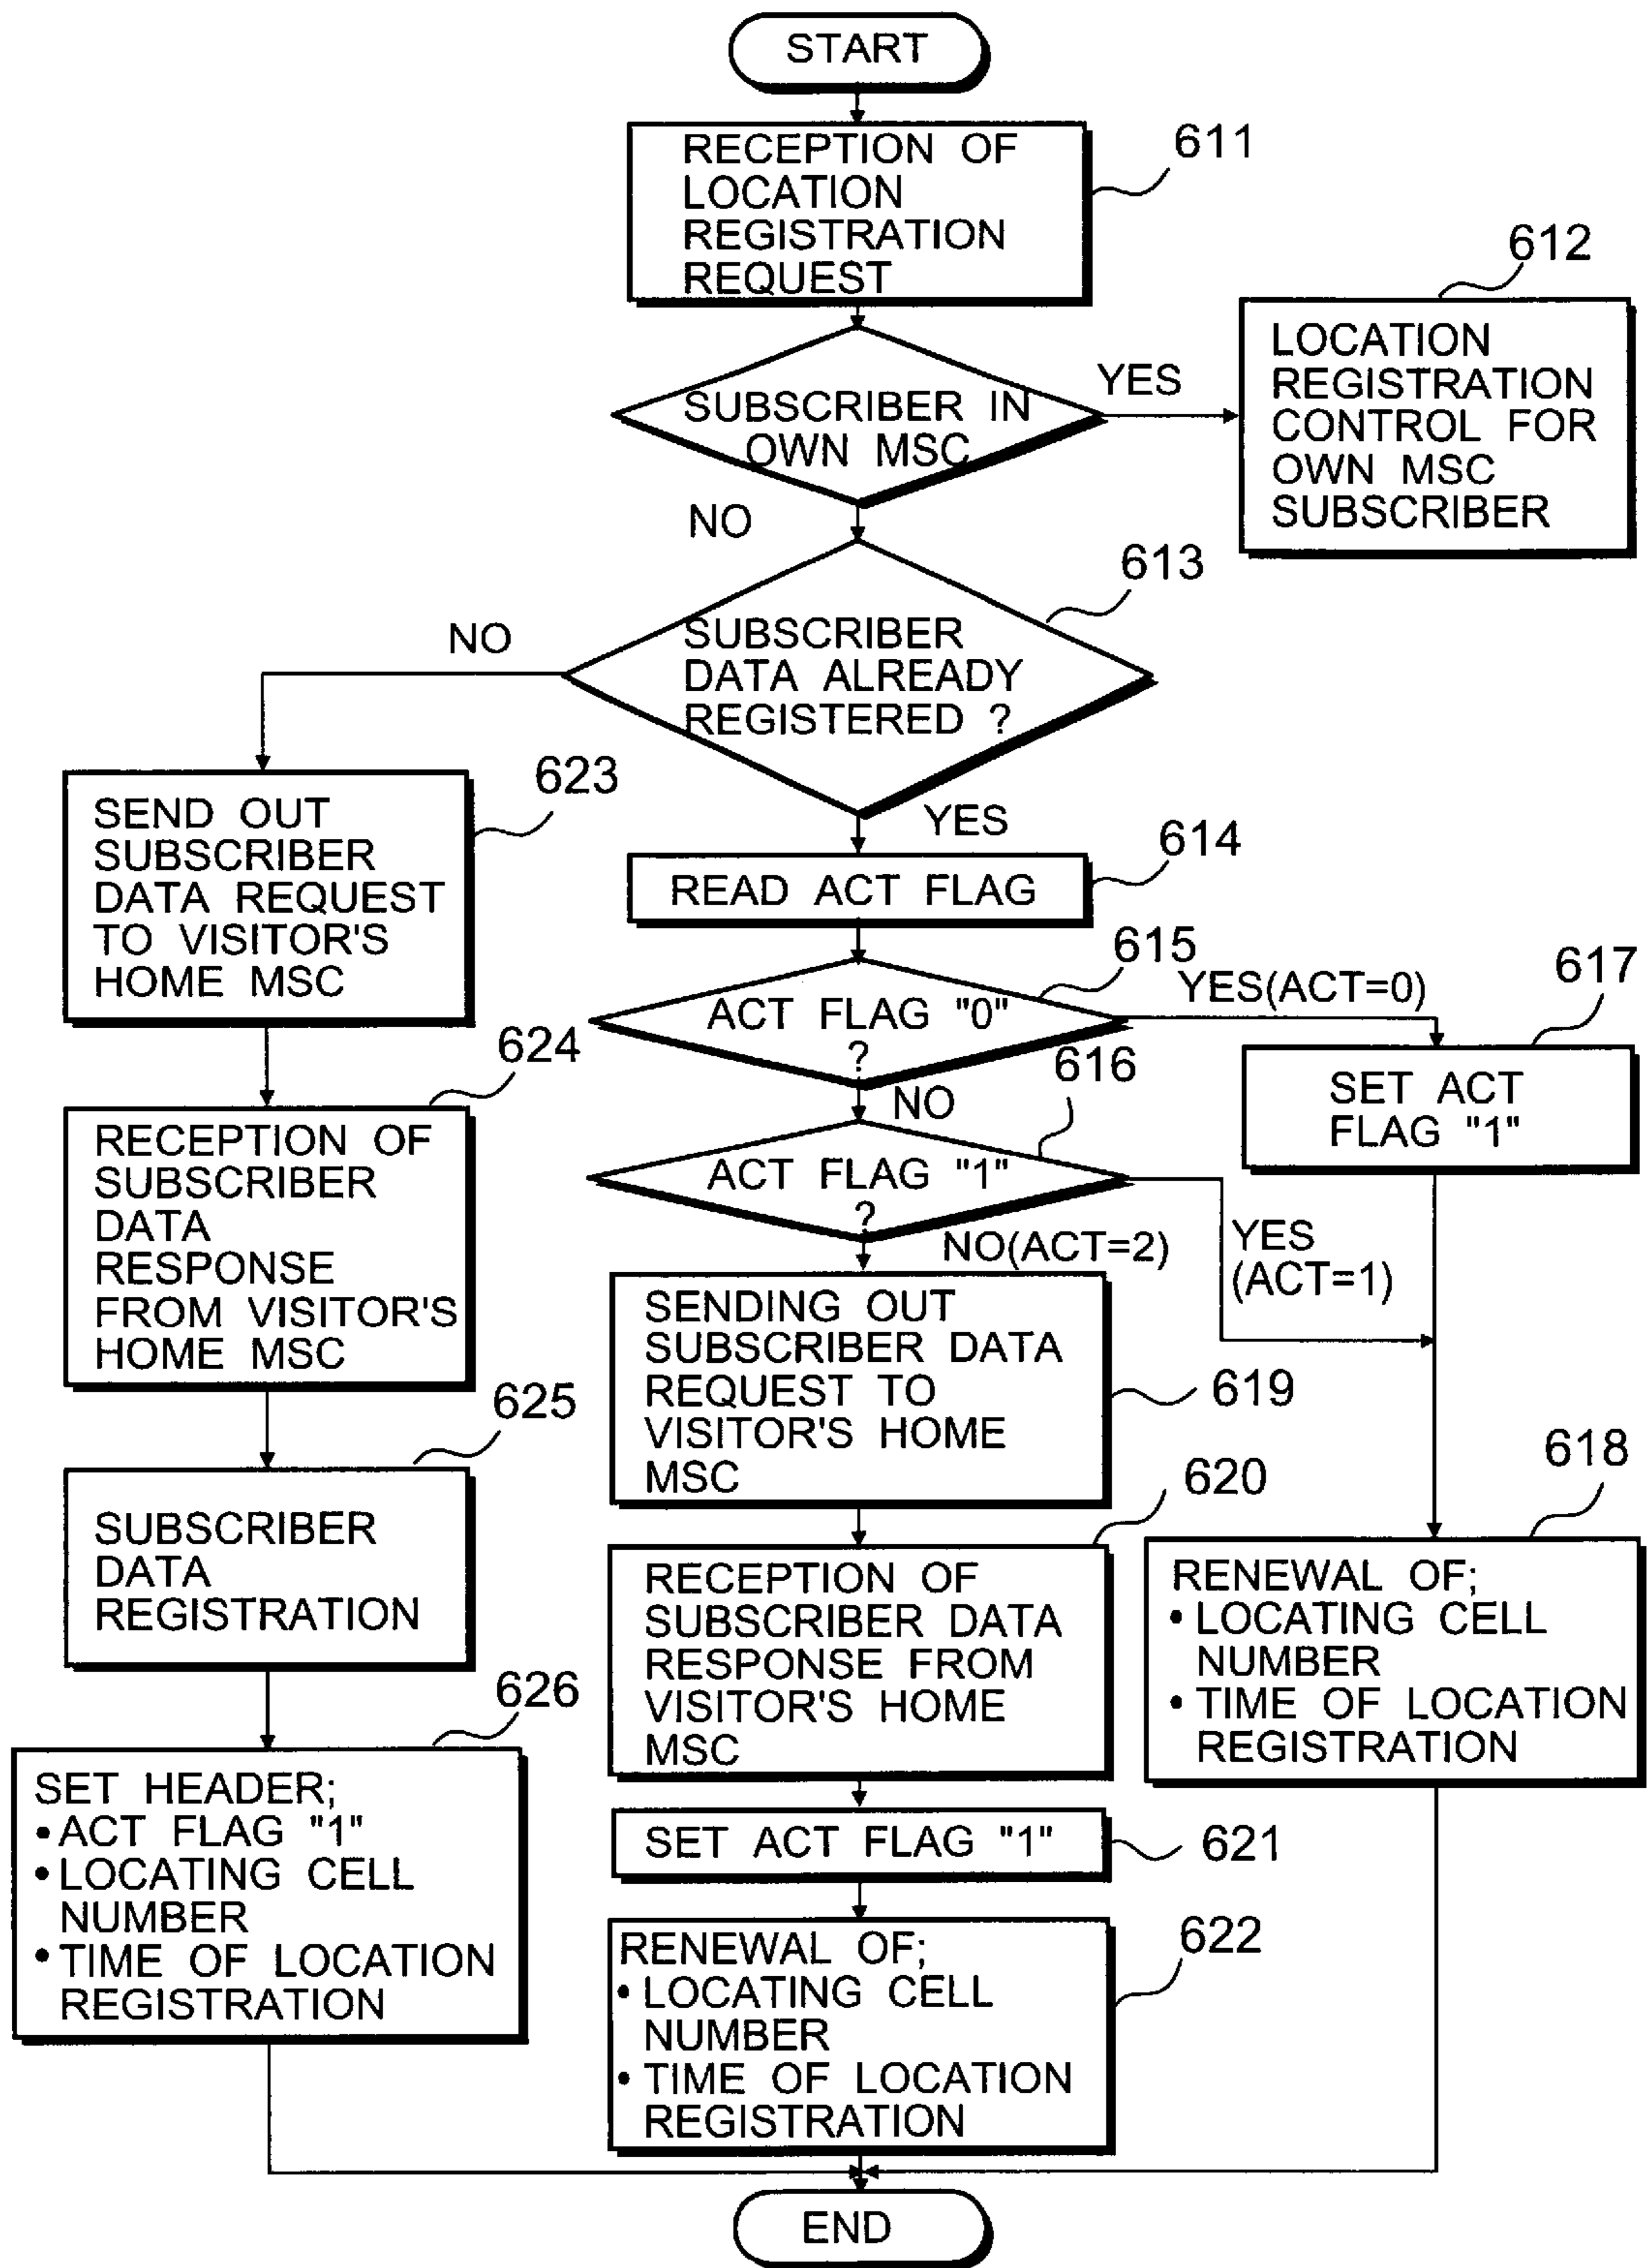 START
RECEPTION OF
LOCATION
REGISTRATION
REQUEST
611
612
LOCATION
REGISTRATION
CONTROL FOR
OWN MSC
SUBSCRIBER
YES
SUBSCRIBER IN
OWN MSC
NO
613
SUBSCRIBER
DATA ALREADY
REGISTERED ?
NO
YES
623
SEND OUT
SUBSCRIBER
DATA REQUEST
TO VISITOR'S
HOME MSC
614
READ ACT FLAG
615
ACT FLAG "0"
?
YES(ACT=0)
617
SET ACT
FLAG "1"
NO
616
ACT FLAG "1"
?
NO(ACT=2)
YES
(ACT=1)
624
RECEPTION OF
SUBSCRIBER
DATA
RESPONSE
FROM VISITOR'S
HOME MSC
SENDING OUT
SUBSCRIBER DATA
REQUEST TO
VISITOR'S HOME
MSC
619
625
SUBSCRIBER
DATA
REGISTRATION
620
RECEPTION OF
SUBSCRIBER DATA
RESPONSE FROM
VISITOR'S HOME
MSC
618
RENEWAL OF;
• LOCATING CELL
NUMBER
• TIME OF LOCATION
REGISTRATION
626
SET HEADER;
• ACT FLAG "1"
• LOCATING CELL
NUMBER
• TIME OF LOCATION
REGISTRATION
SET ACT FLAG "1"
621
622
RENEWAL OF;
• LOCATING CELL
NUMBER
• TIME OF LOCATION
REGISTRATION
END